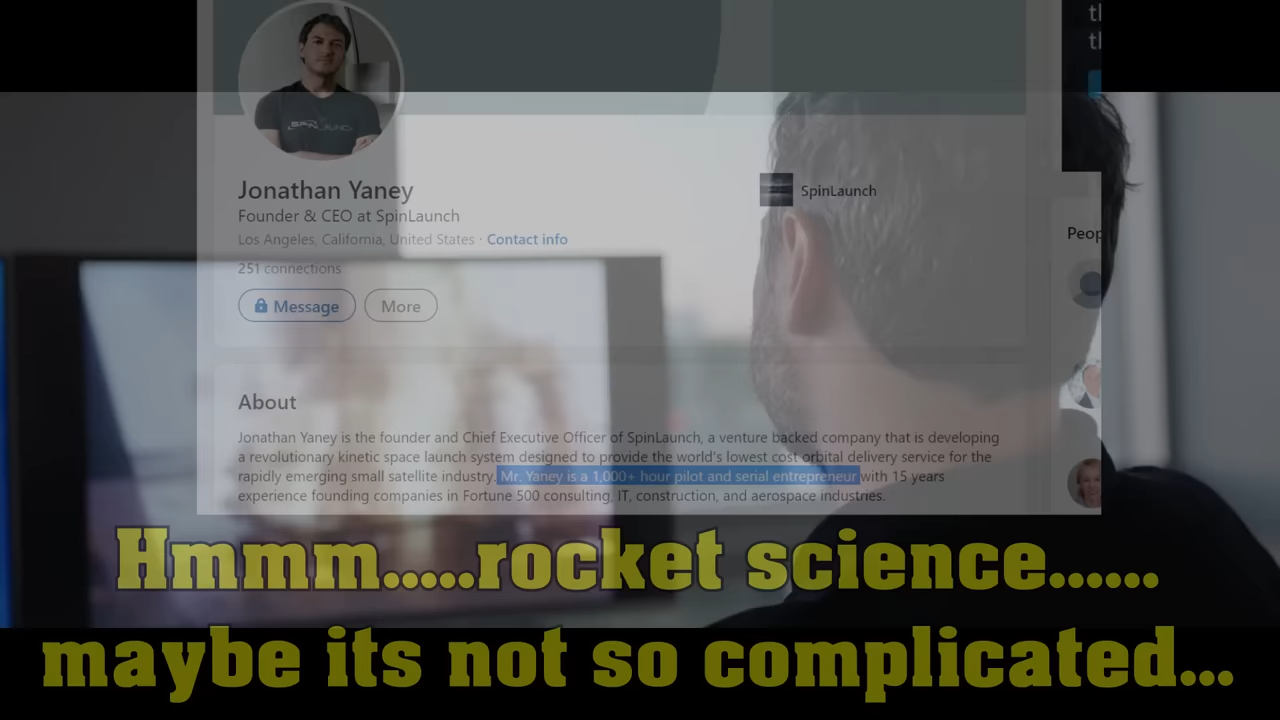 th
th
SPINLAUNCH
Jonathan Yaney
Founder & CEO at SpinLaunch
Los Angeles, California, United States · Contact info
251 connections
Message
More
SpinLaunch
Peop
About
Jonathan Yaney is the founder and Chief Executive Officer of SpinLaunch, a venture backed company that is developing
a revolutionary kinetic space launch system designed to provide the world's lowest cost orbital delivery service for the
rapidly emerging small satellite industry. Mr. Yaney is a 1,000+ hour pilot and serial entrepreneur with 15 years
experience founding companies in Fortune 500 consulting, IT, construction, and aerospace industries.
Hmmm.....rocket science......
maybe its not so complicated...